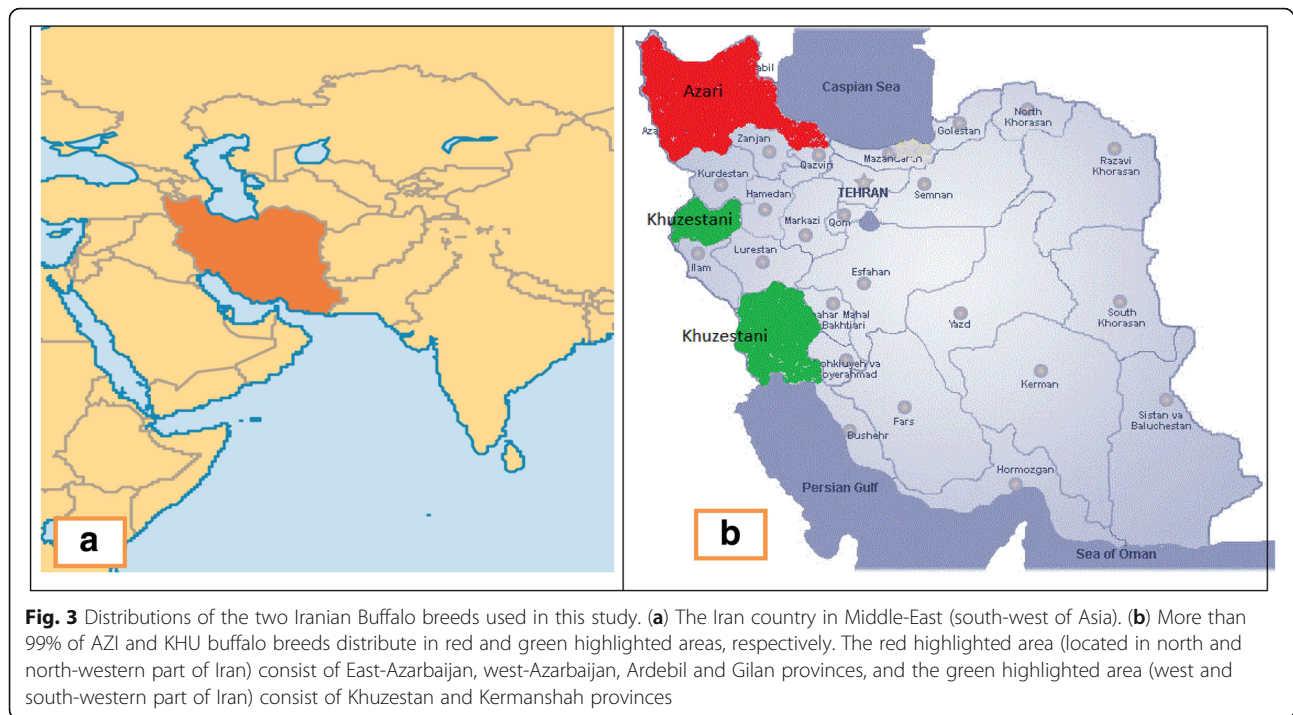 a
Azari
abil
Caspian Sea
Aza
Zanjan
Qazvin
Mazandaran
Golestan
North
Khorasan
Razavi
Khorasan
Kurdestan
Hamedan
TEHRAN
Semnan
Khuzestani
Markazi
Qom
Ilam
Lurestan
Esfahan
Khuzestani
ahar Mahal
Bakhtiari
Yazd
South
Khorasan
ohkiluyeh va
oyerahmad
Kerman
Fars
Sistan va
Baluchestan
Bushehr
Hormozgan
Persian Gulf
b
Sea of Oman
Fig. 3 Distributions of the two Iranian Buffalo breeds used in this study. (a) The Iran country in Middle-East (south-west of Asia). (b) More than
99% of AZI and KHU buffalo breeds distribute in red and green highlighted areas, respectively. The red highlighted area (located in north and
north-western part of Iran) consist of East-Azarbaijan, west-Azarbaijan, Ardebil and Gilan provinces, and the green highlighted area (west and
south-western part of Iran) consist of Khuzestan and Kermanshah provinces